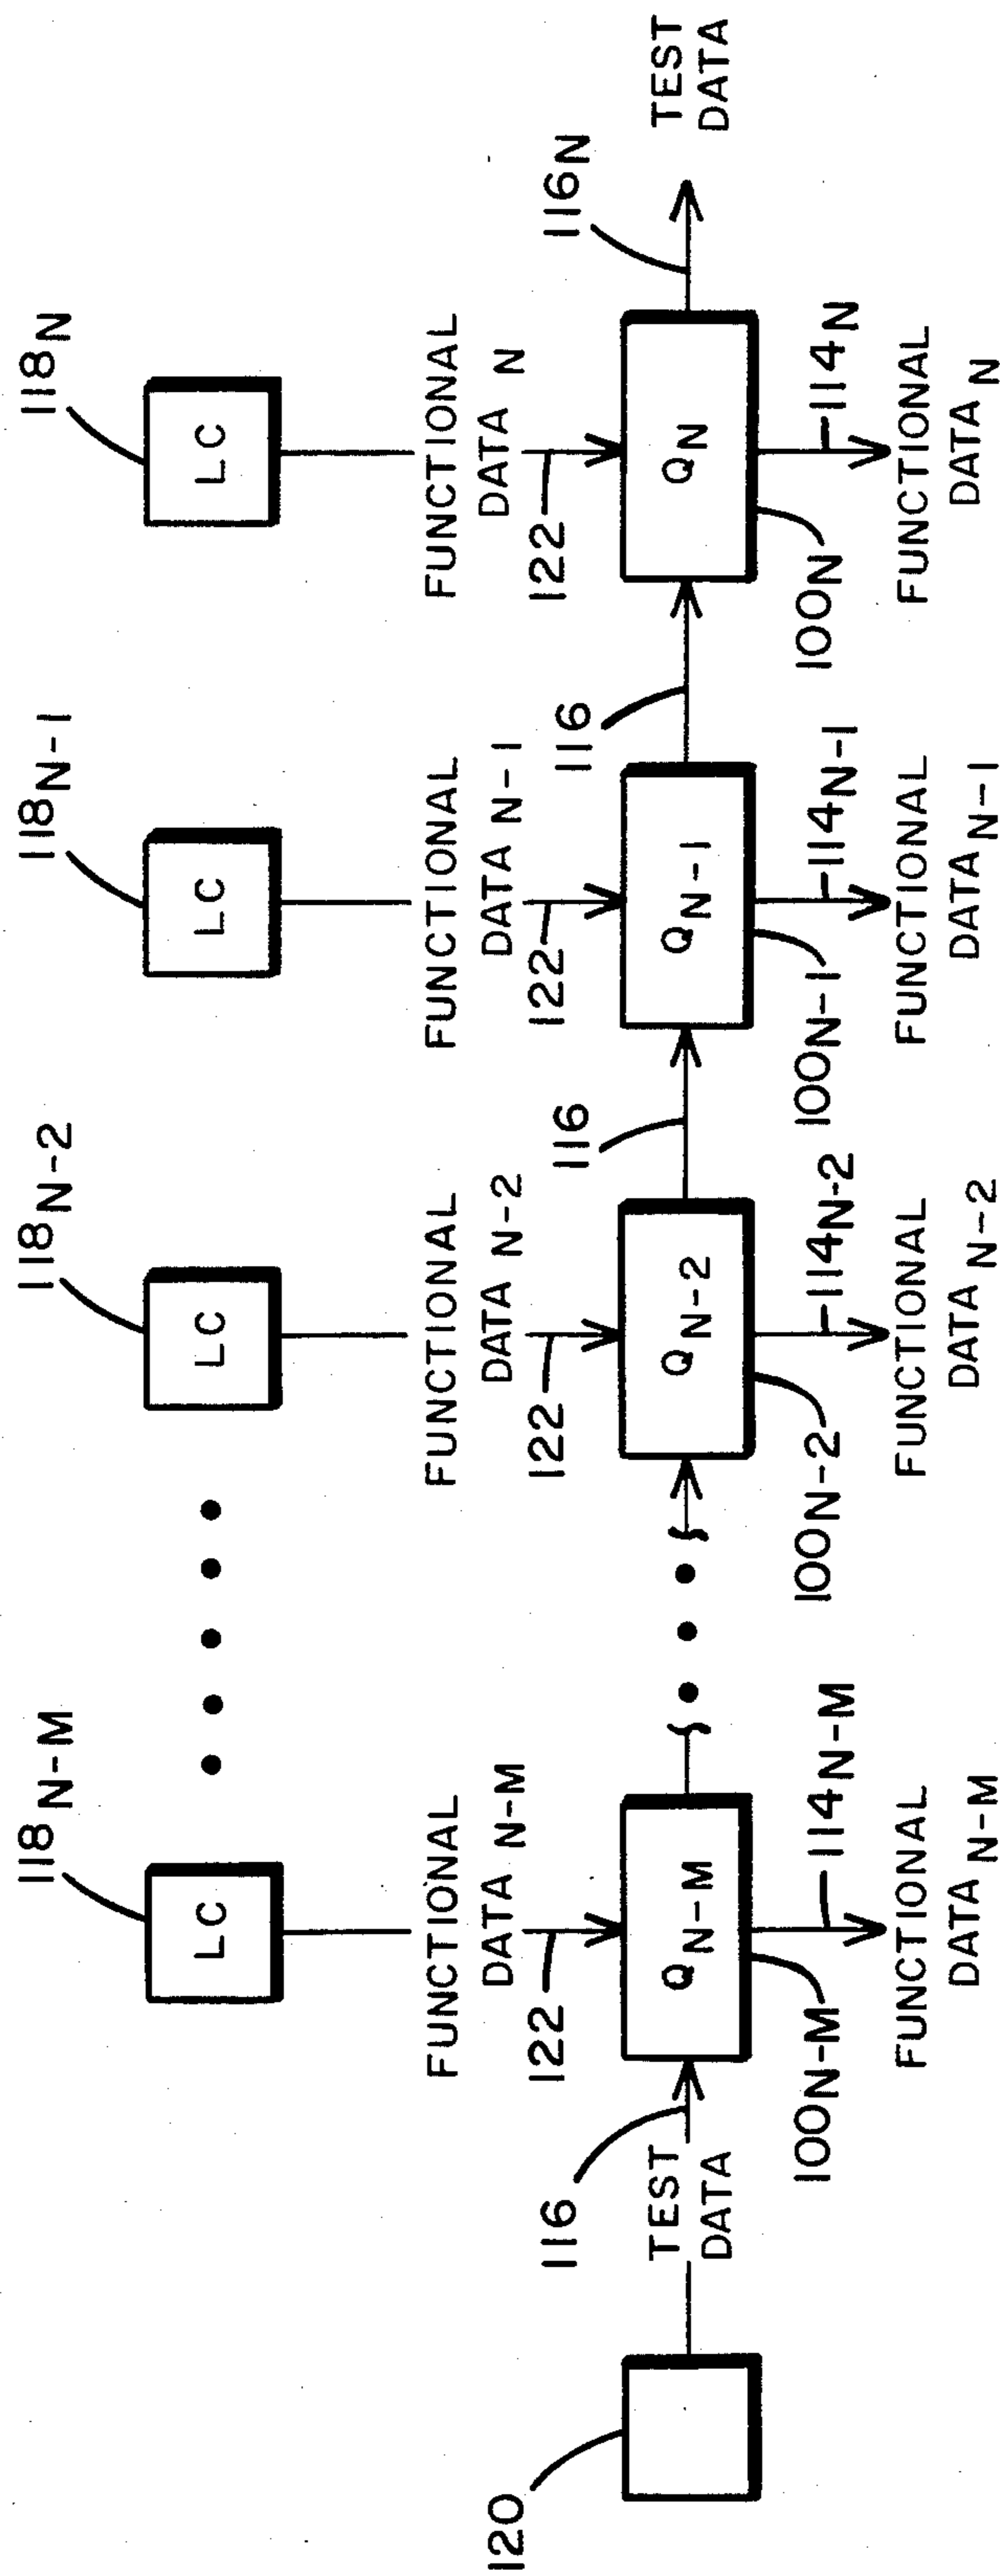 118N-M
118N-2
118N-1
118N
LC
LC
LC
LC
FUNCTIONAL
DATA N-M
FUNCTIONAL
DATA N-2
FUNCTIONAL
DATA N-1
FUNCTIONAL
DATA N
122
122
122
122
116
116
116
116N
120
TEST
DATA
QN-M
QN-2
QN-1
QN
TEST
DATA
100N-M
114N-M
100N-2
114N-2
100N-1
114N-1
100N
114N
FUNCTIONAL
DATA N-M
FUNCTIONAL
DATA N-2
FUNCTIONAL
DATA N-1
FUNCTIONAL
DATA N